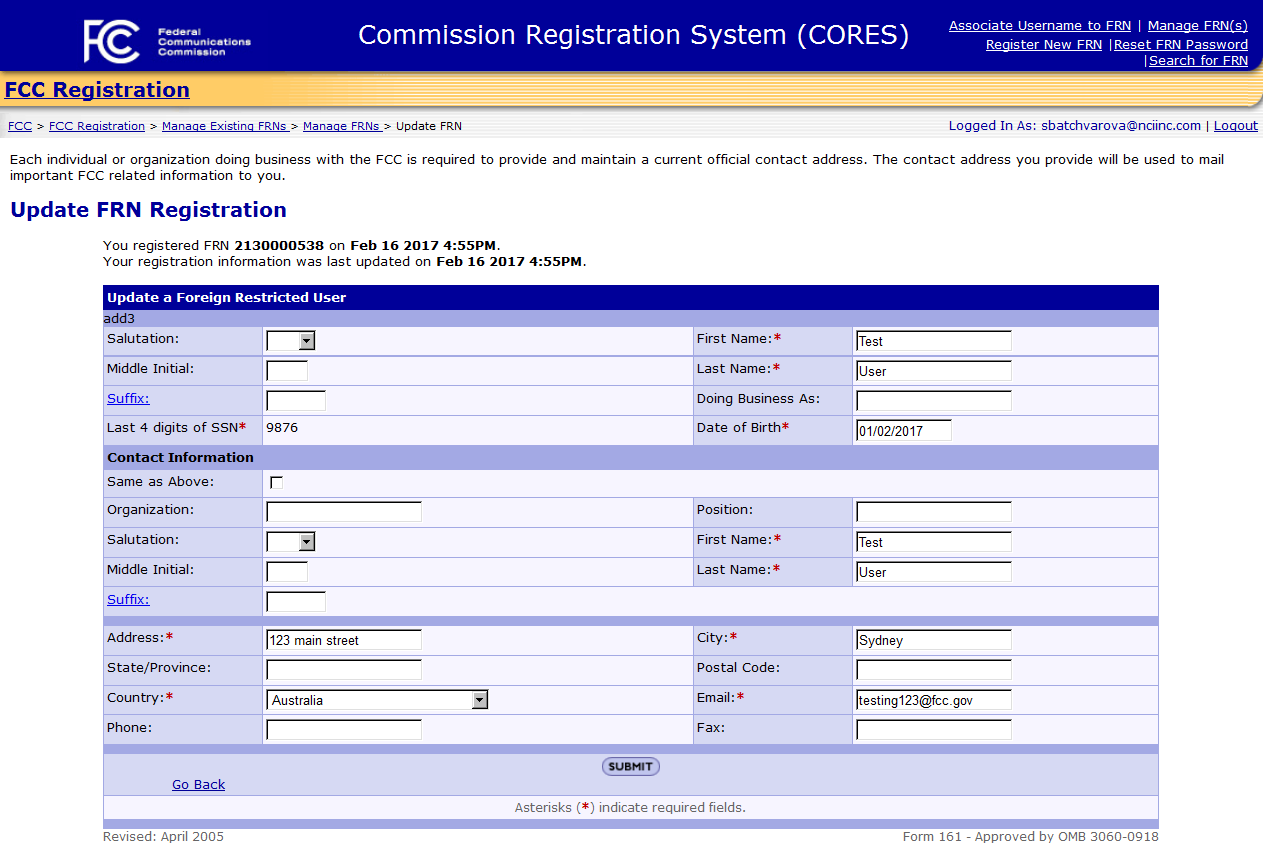 FCC Federal Communications Commission
Commission Registration System (CORES)
Associate Username to FRN | Manage FRN(s)
Register New FRN |Reset FRN Password
|Search for FRN
FCC Registration
FCC > FCC Registration > Manage Existing FRNs > Manage FRNs > Update FRN
Logged In As: sbatchvarova@nciinc.com | Logout
Each individual or organization doing business with the FCC is required to provide and maintain a current official contact address. The contact address you provide will be used to mail
important FCC related information to you.
Update FRN Registration
You registered FRN 2130000538 on Feb 16 2017 4:55PM.
Your registration information was last updated on Feb 16 2017 4:55PM.
Update a Foreign Restricted User
add3
Salutation: First Name:* Test
Middle Initial: Last Name:* User
Suffix: Doing Business As:
Last 4 digits of SSN* 9876 Date of Birth* 01/02/2017
Contact Information
Same as Above:
Organization: Position:
Salutation: First Name:* Test
Middle Initial: Last Name:* User
Suffix:
Address:* 123 main street City:* Sydney
State/Province: Postal Code:
Country:* Australia Email:* testing123@fcc.gov
Phone: Fax:
SUBMIT
Go Back
Asterisks (*) indicate required fields.
Revised: April 2005 Form 161 - Approved by OMB 3060-0918